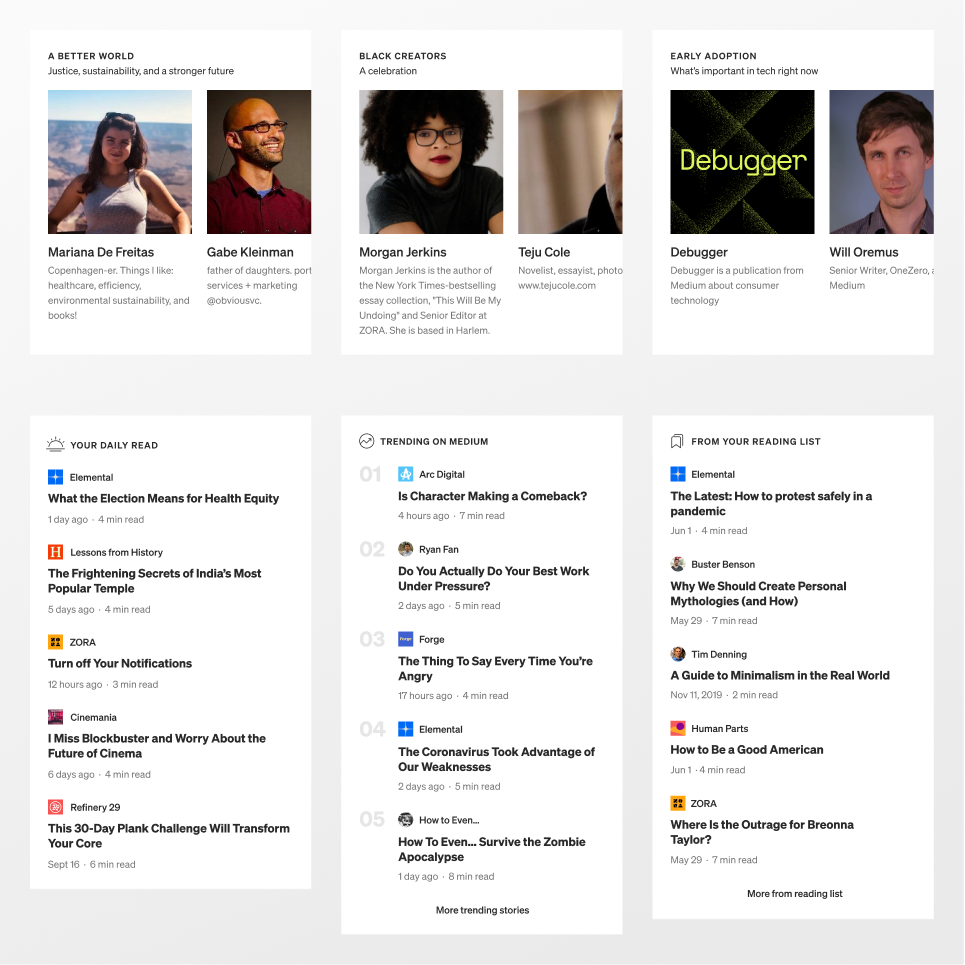 A BETTER WORLD
Justice, sustainability, and a stronger future
Mariana De Freitas
Copenhagen-er. Things I like:
healthcare, efficiency,
environmental sustainability, and
books!
Gabe Kleinman
father of daughters. port
services + marketing
@obviousvc.
BLACK CREATORS
A celebration
Morgan Jerkins
Morgan Jerkins is the author of
the New York Times-bestselling
essay collection, "This Will Be My
Undoing" and Senior Editor at
ZORA. She is based in Harlem.
Teju Cole
Novelist, essayist, photo
www.tejucole.com
EARLY ADOPTION
What's important in tech right now
Debugger
Debugger
Debugger is a publication from
Medium about consumer
technology
Will Oremus
Senior Writer, OneZero, a
Medium
YOUR DAILY READ
Elemental
What the Election Means for Health Equity
1 day ago · 4 min read
H
Lessons from History
The Frightening Secrets of India's Most
Popular Temple
5 days ago · 4 min read
ZORA
Turn off Your Notifications
12 hours ago · 3 min read
Cinemania
I Miss Blockbuster and Worry About the
Future of Cinema
6 days ago · 4 min read
Refinery 29
This 30-Day Plank Challenge Will Transform
Your Core
Sept 16 · 6 min read
TRENDING ON MEDIUM
01
Arc Digital
Is Character Making a Comeback?
4 hours ago · 7 min read
02
Ryan Fan
Do You Actually Do Your Best Work
Under Pressure?
2 days ago · 5 min read
03
Forge
Forge
The Thing To Say Every Time You're
Angry
17 hours ago · 4 min read
04
Elemental
The Coronavirus Took Advantage of
Our Weaknesses
2 days ago · 5 min read
05
How to Even...
How To Even... Survive the Zombie
Apocalypse
1 day ago · 8 min read
More trending stories
FROM YOUR READING LIST
Elemental
The Latest: How to protest safely in a
pandemic
Jun 1 · 4 min read
Buster Benson
Why We Should Create Personal
Mythologies (and How)
May 29 · 7 min read
Tim Denning
A Guide to Minimalism in the Real World
Nov 11, 2019 · 2 min read
Human Parts
How to Be a Good American
Jun 1 · 4 min read
ZORA
Where Is the Outrage for Breonna
Taylor?
May 29 · 7 min read
More from reading list